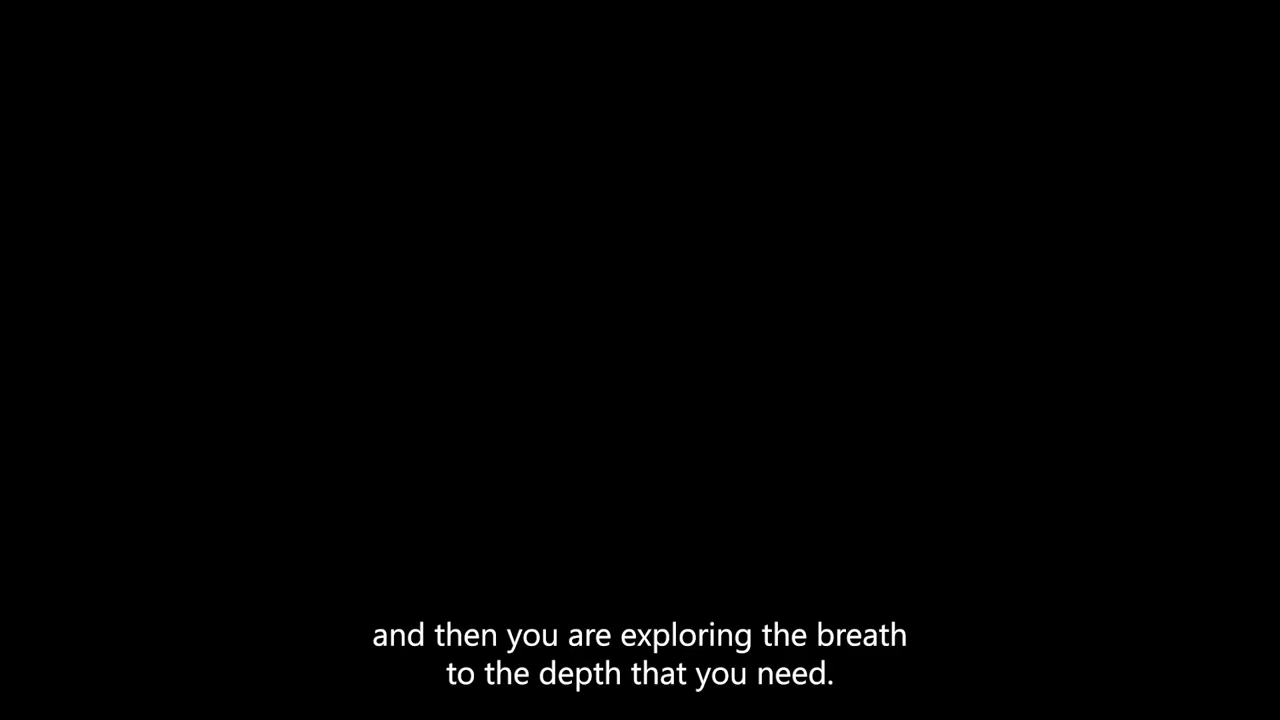 and then you are exploring the breath
to the depth that you need.